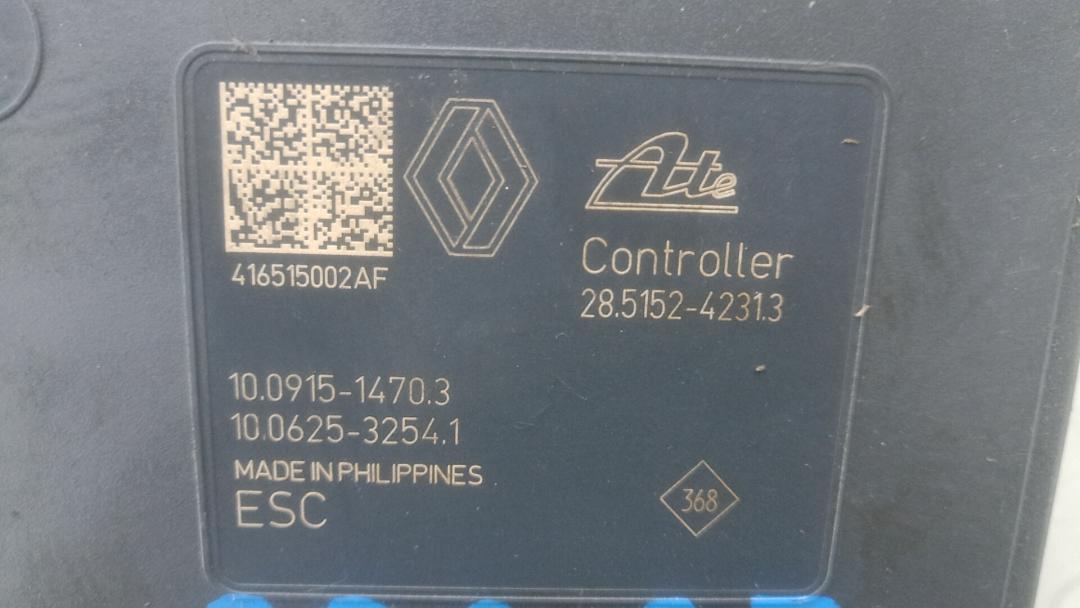 416515002AF
Ate
Controller
28.5152-4231.3
10.0915-1470.3
10.0625-3254.1
MADE IN PHILIPPINES
ESC
368